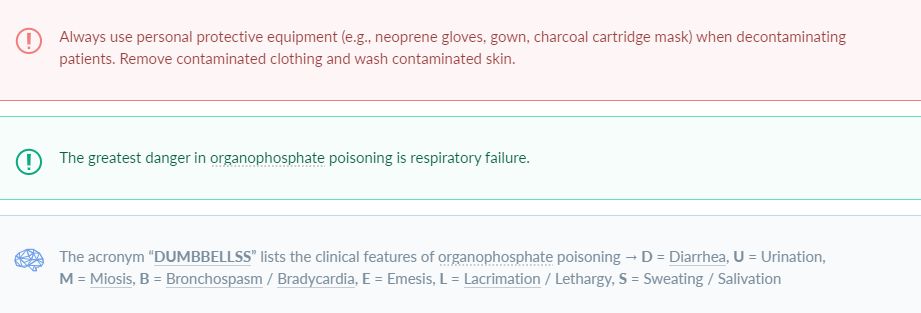 Always use personal protective equipment (e.g., neoprene gloves, gown, charcoal cartridge mask) when decontaminating
patients. Remove contaminated clothing and wash contaminated skin.
The greatest danger in organophosphate poisoning is respiratory failure.
The acronym “DUMBBELLSS” lists the clinical features of organophosphate poisoning → D = Diarrhea, U = Urination,
M = Miosis, B = Bronchospasm / Bradycardia, E = Emesis, L = Lacrimation / Lethargy, S = Sweating / Salivation